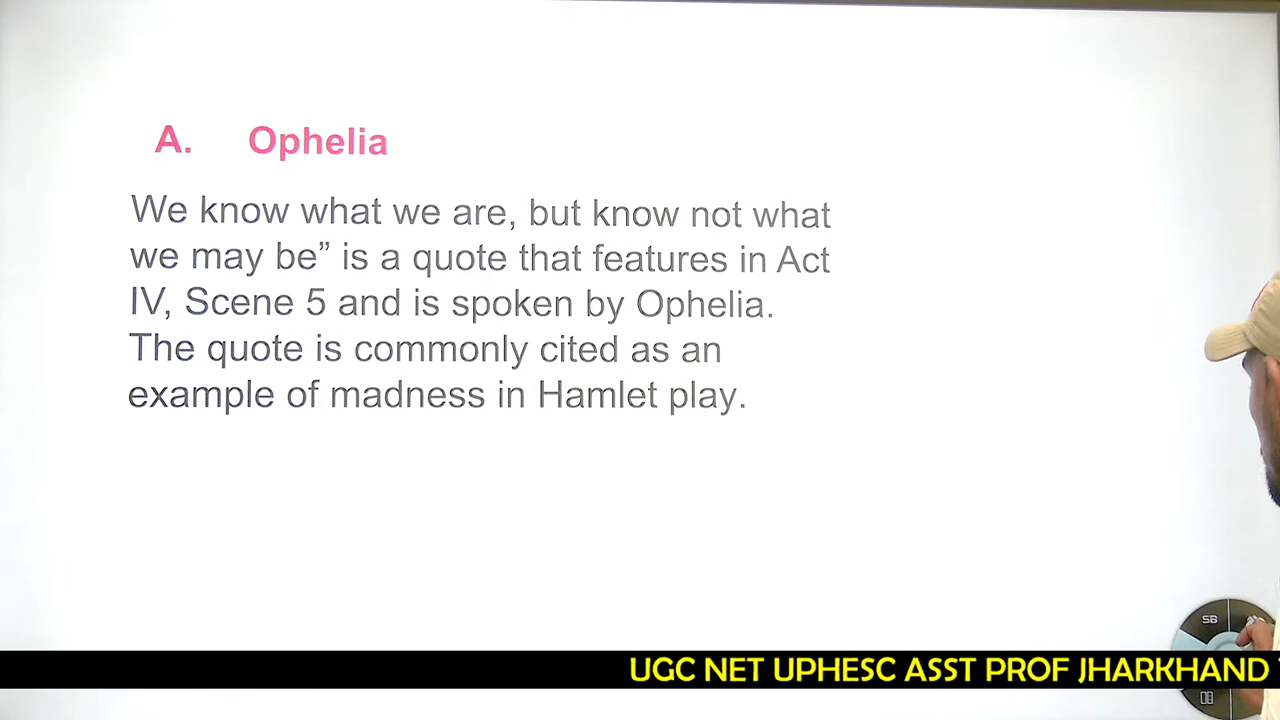 A. Ophelia
We know what we are, but know not what
we may be” is a quote that features in Act
IV, Scene 5 and is spoken by Ophelia.
The quote is commonly cited as an
example of madness in Hamlet play.
SB
UGC NET UPHESC ASST PROF JHARKHAND